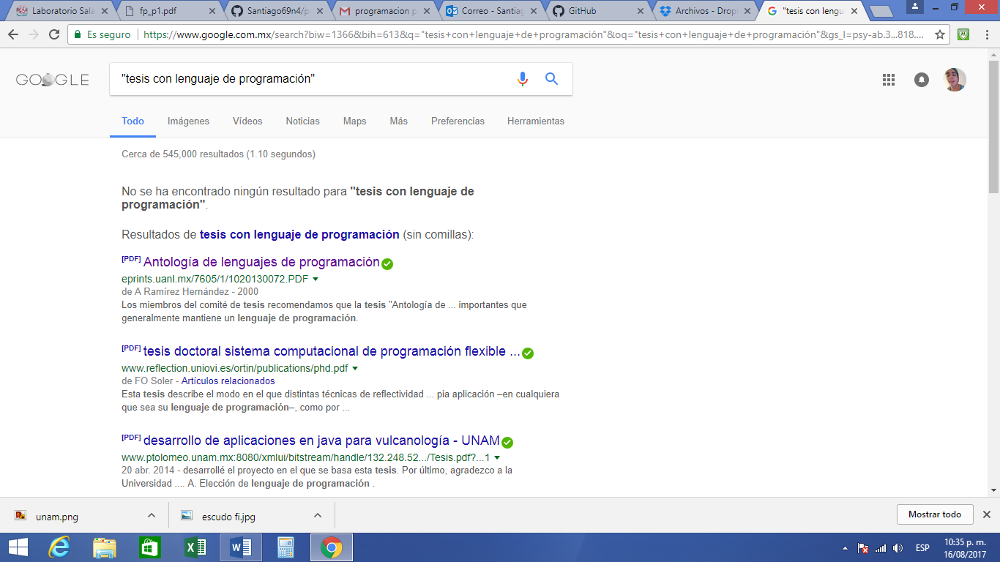 Laboratorio Sala
fp_p1.pdf
Santiago69n4/p
programacion p
Correo - Santiag
GitHub
Archivos - Drop
"tesis con lengu
Es seguro
https://www.google.com.mx/search?biw=1366&bih=613&q="tesis+con+lenguaje+de+programación"&oq="tesis+con+lenguaje+de+programación"&gs_l=psy-ab.3...818....
GOOGLE
"tesis con lenguaje de programación"
Todo Imágenes Vídeos Noticias Maps Más Preferencias Herramientas
Cerca de 545,000 resultados (1.10 segundos)
No se ha encontrado ningún resultado para "tesis con lenguaje de
programación".
Resultados de tesis con lenguaje de programación (sin comillas):
[PDF] Antología de lenguajes de programación
eprints.uanl.mx/7605/1/1020130072.PDF
de A Ramírez Hernández - 2000
Los miembros del comité de tesis recomendamos que la tesis "Antología de ... importantes que
generalmente mantiene un lenguaje de programación.
[PDF] tesis doctoral sistema computacional de programación flexible ...
www.reflection.uniovi.es/ortin/publications/phd.pdf
de FO Soler - Artículos relacionados
Esta tesis describe el modo en el que distintas técnicas de reflectividad ... pia aplicación –en cualquiera
que sea su lenguaje de programación–, como por ...
[PDF] desarrollo de aplicaciones en java para vulcanología - UNAM
www.ptolomeo.unam.mx:8080/xmlui/bitstream/handle/132.248.52.../Tesis.pdf?...1
20 abr. 2014 - desarrollé el proyecto en el que se basa esta tesis. Por último, agradezco a la
Universidad .... A. Elección de lenguaje de programación .
unam.png
escudo fi.jpg
Mostrar todo
ESP
10:35 p. m.
16/08/2017